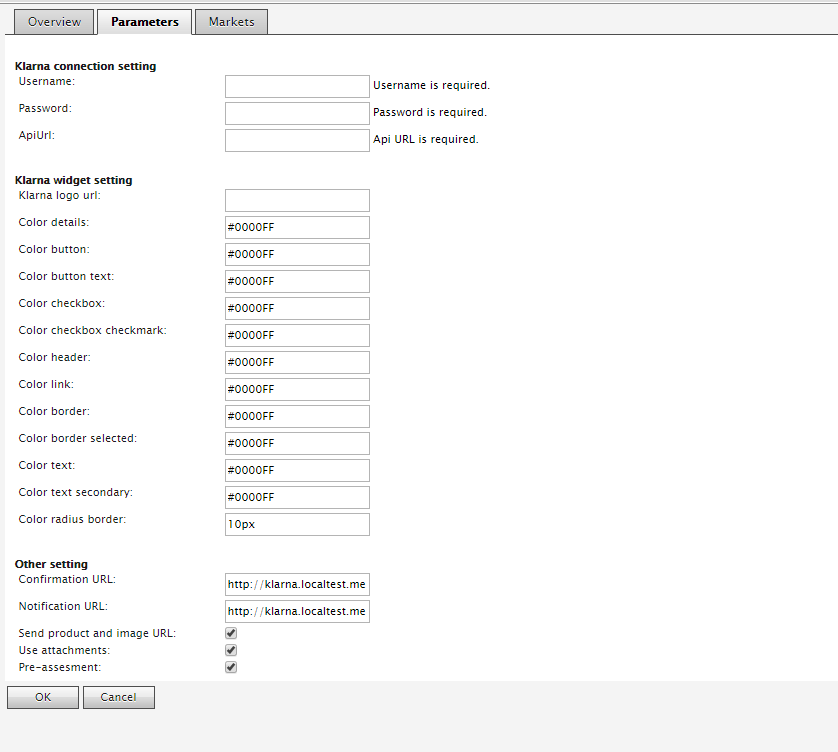 Overview Parameters Markets
Klarna connection setting
Username: Username is required.
Password: Password is required.
ApiUrl: Api URL is required.
Klarna widget setting
Klarna logo url:
Color details: #0000FF
Color button: #0000FF
Color button text: #0000FF
Color checkbox: #0000FF
Color checkbox checkmark: #0000FF
Color header: #0000FF
Color link: #0000FF
Color border: #0000FF
Color border selected: #0000FF
Color text: #0000FF
Color text secondary: #0000FF
Color radius border: 10px
Other setting
Confirmation URL: http://klarna.localtest.me
Notification URL: http://klarna.localtest.me
Send product and image URL:
Use attachments:
Pre-assesment:
OK Cancel